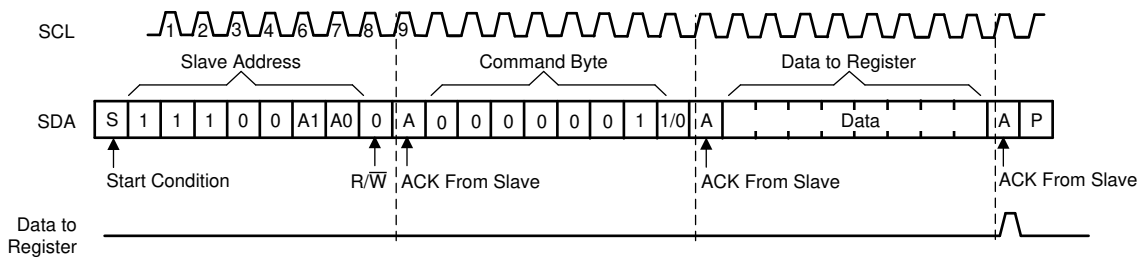 SCL 1 2 3 4 6 7 8 9
Slave Address Command Byte Data to Register
SDA S 1 1 1 0 0 A1 A0 0 A 0 0 0 0 0 0 1 1/0 A Data A P
Start Condition R/W̅ ACK From Slave ACK From Slave ACK From Slave
Data to
Register